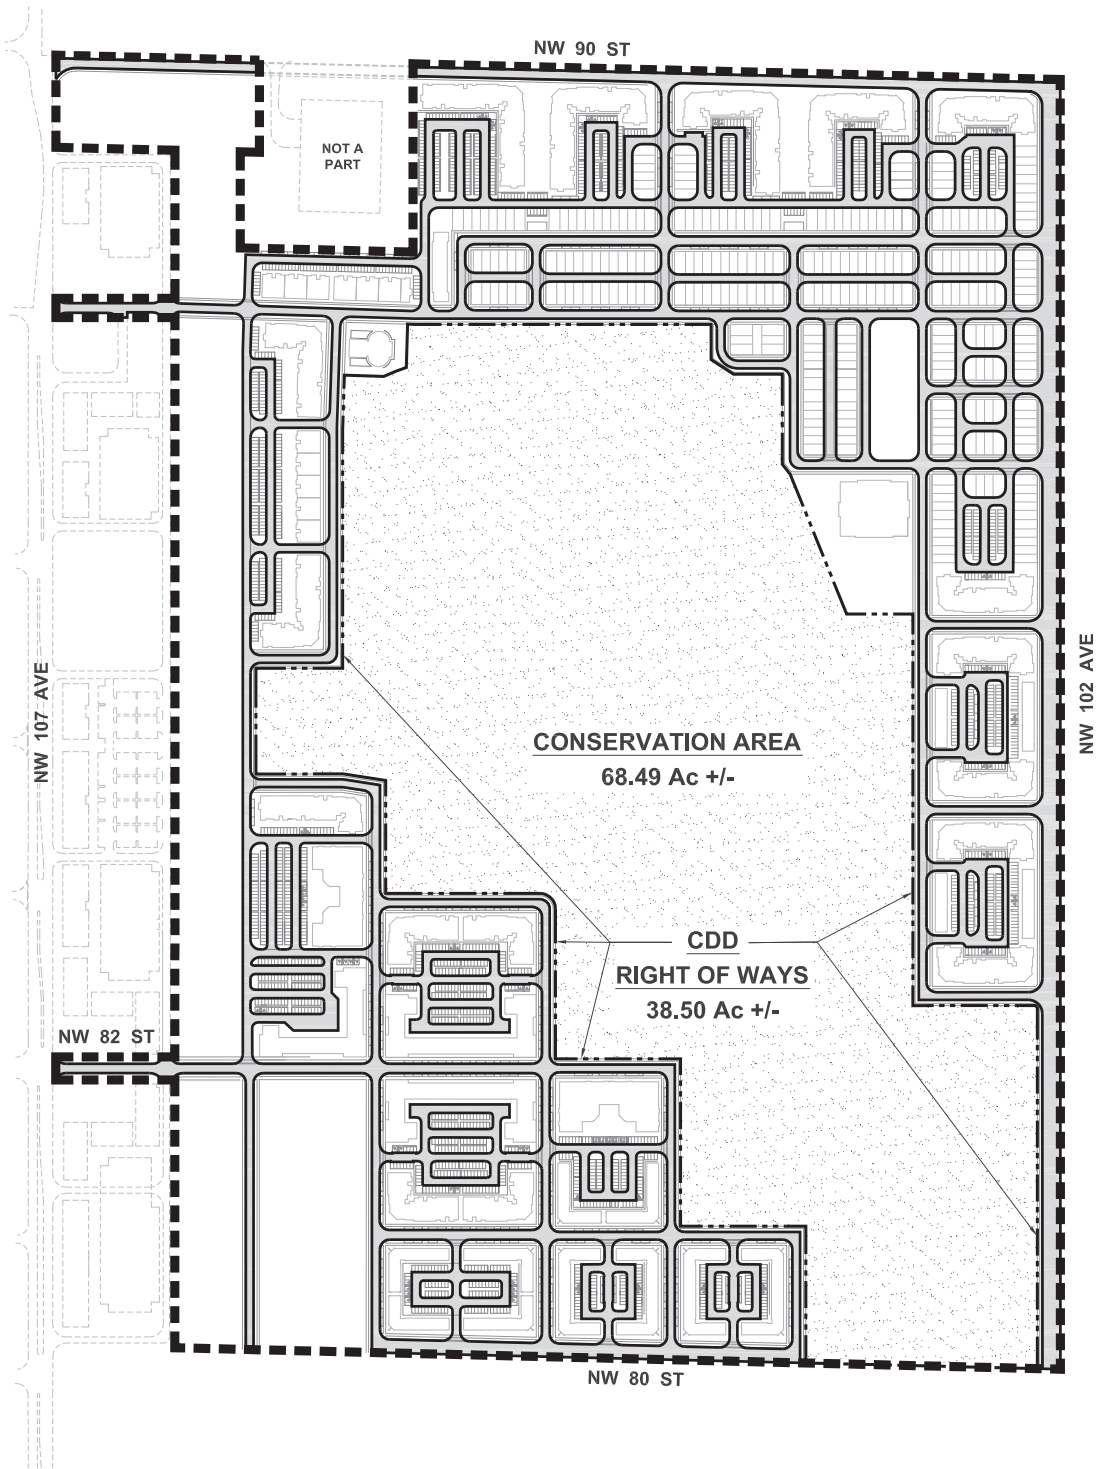 NW 90 ST
NOT A
PART
NW 107 AVE
NW 102 AVE
CONSERVATION AREA
68.49 Ac +/-
CDD
RIGHT OF WAYS
38.50 Ac +/-
NW 82 ST
NW 80 ST